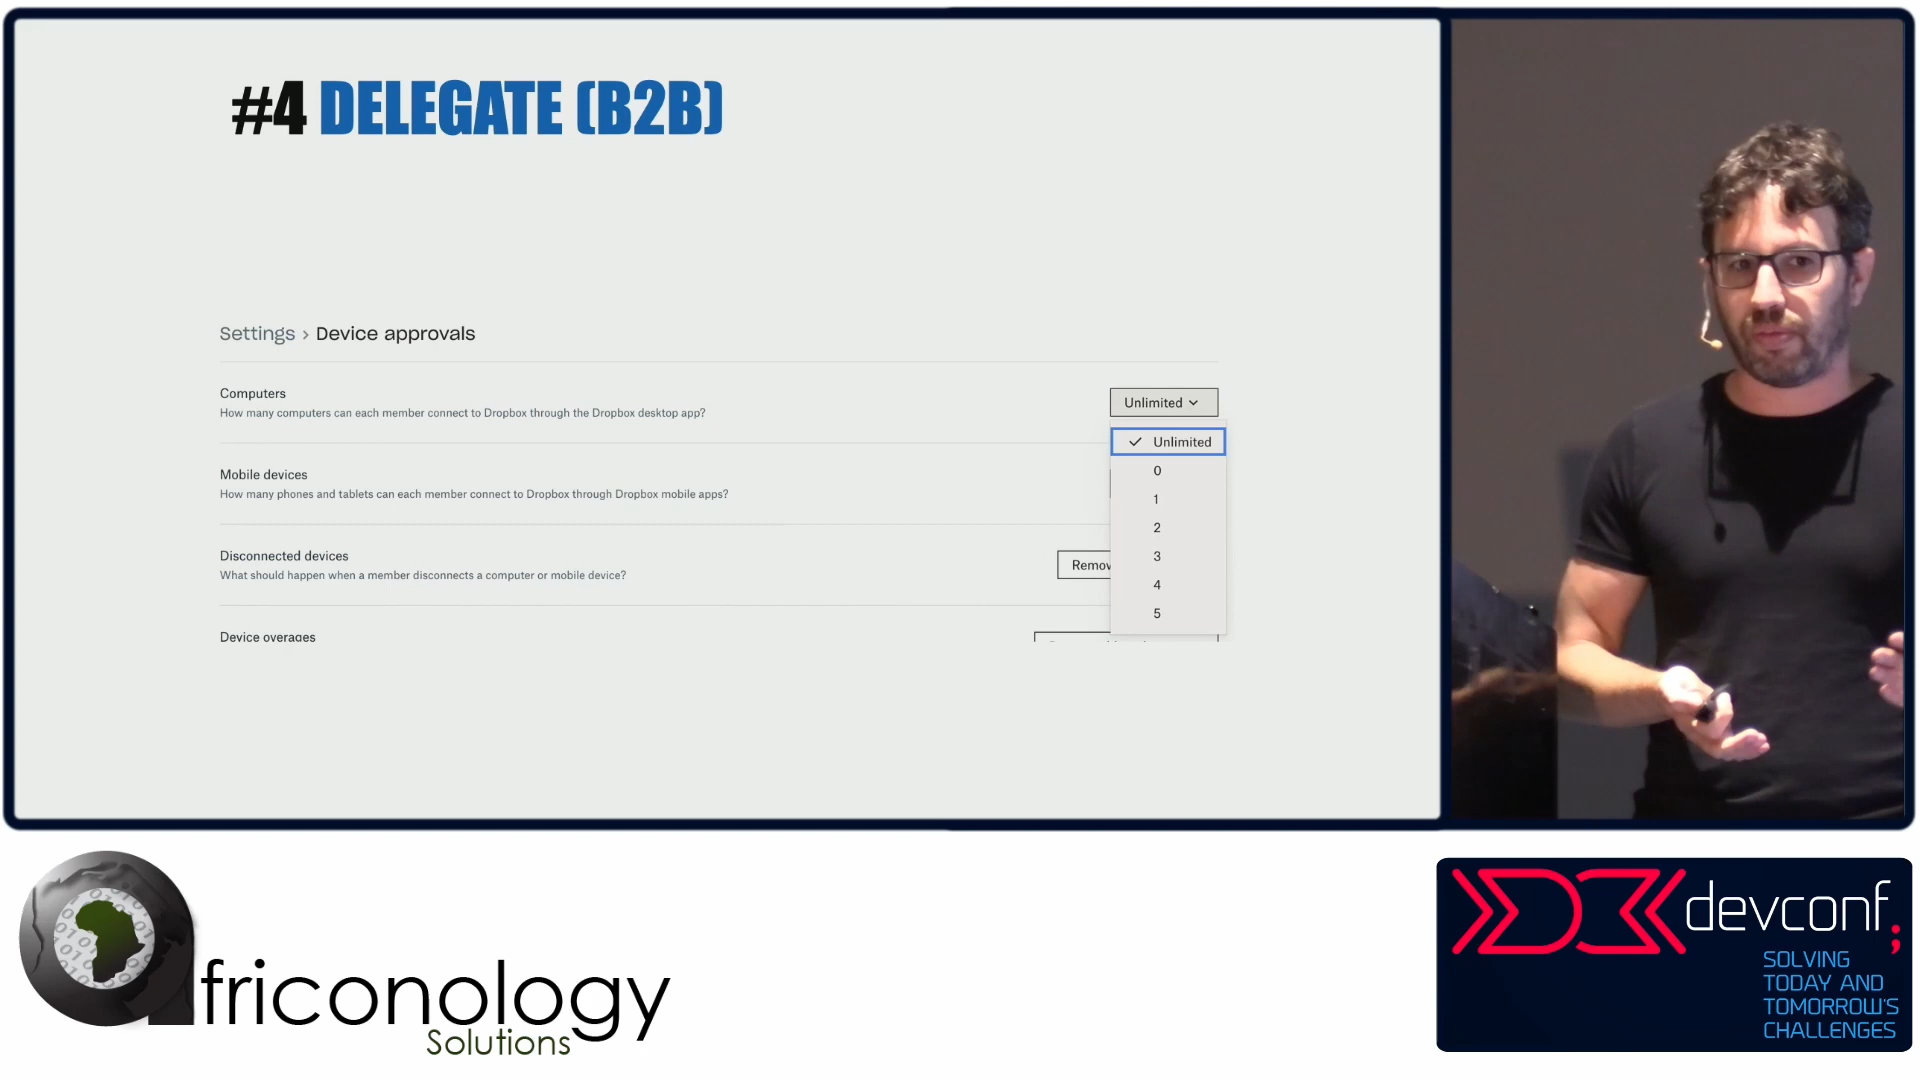 #4 DELEGATE (B2B)
Settings › Device approvals
Computers
How many computers can each member connect to Dropbox through the Dropbox desktop app?
Unlimited
✓ Unlimited
0
1
2
3
4
5
Mobile devices
How many phones and tablets can each member connect to Dropbox through Dropbox mobile apps?
Disconnected devices
What should happen when a member disconnects a computer or mobile device?
Remov
Device overages
africonology
Solutions
devconf;
SOLVING
TODAY AND
TOMORROW'S
CHALLENGES